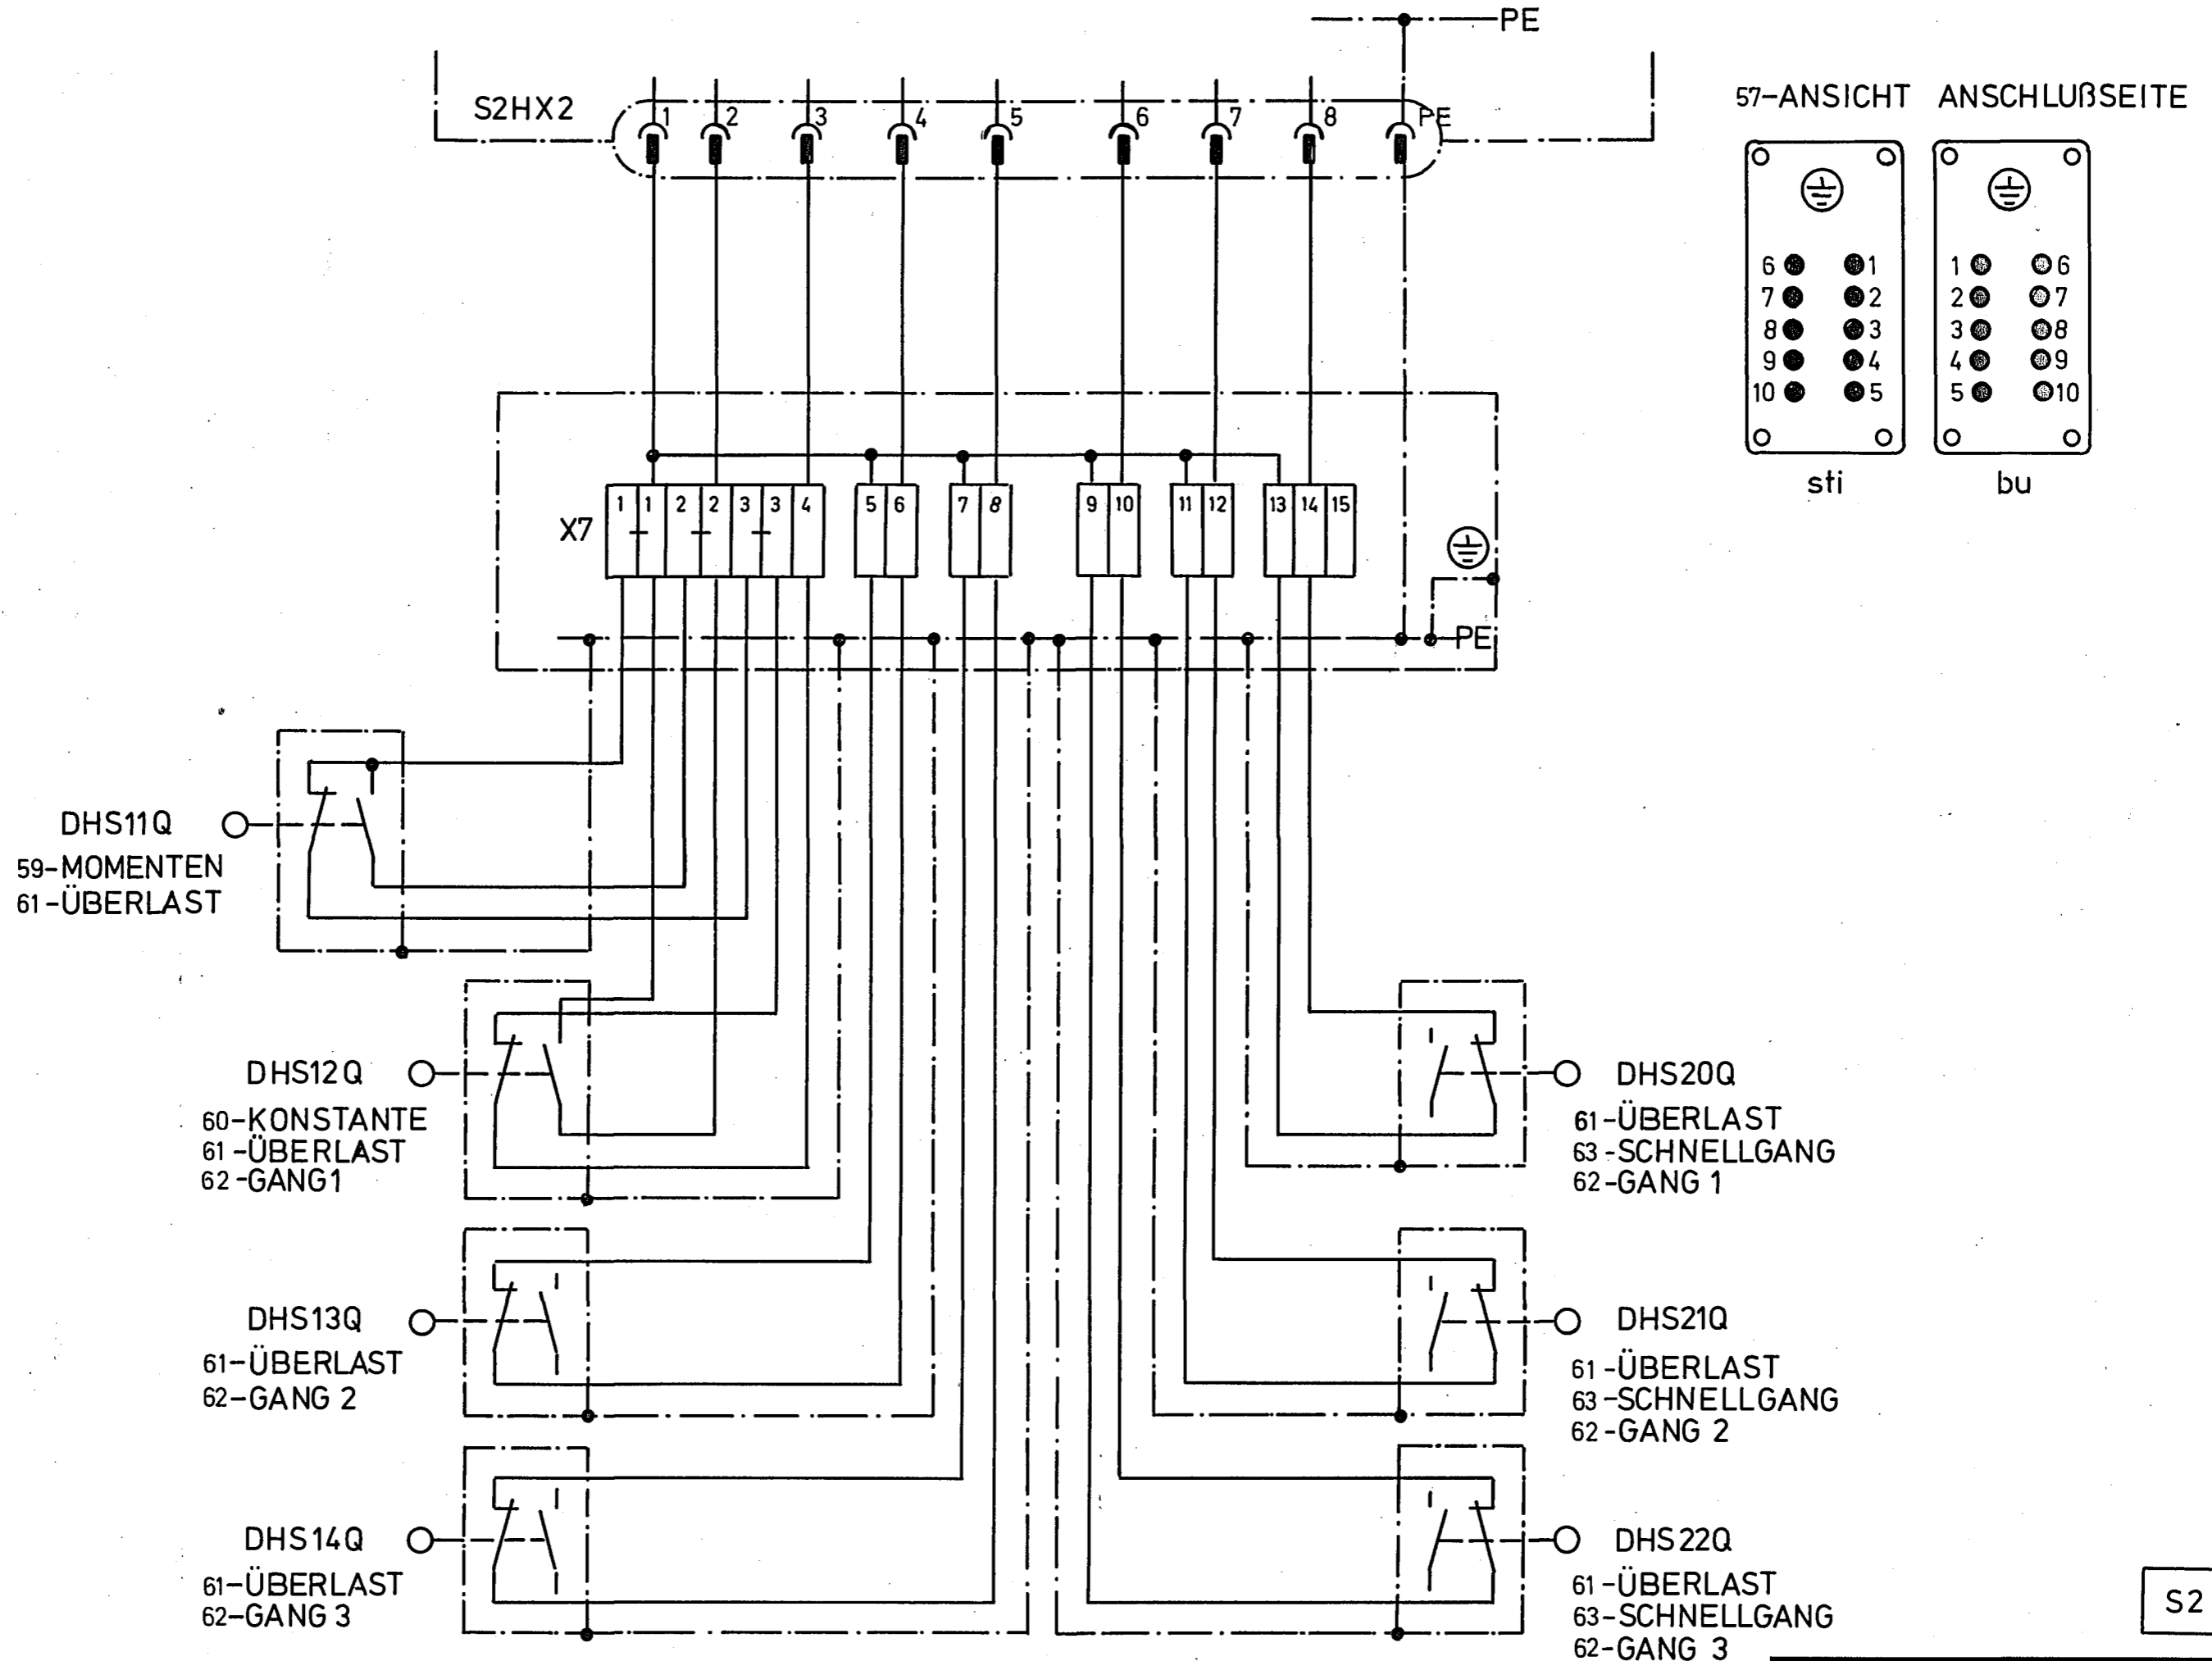 PE
S2HX2
1 2 3 4 5 6 7 8 PE
57-ANSICHT ANSCHLUßSEITE
6 1
7 2
8 3
9 4
10 5
sti
1 6
2 7
3 8
4 9
5 10
bu
X7
1 1 2 2 3 3 4 5 6 7 8 9 10 11 12 13 14 15
PE
DHS11Q
59-MOMENTEN
61-ÜBERLAST
DHS12Q
60-KONSTANTE
61-ÜBERLAST
62-GANG1
DHS13Q
61-ÜBERLAST
62-GANG 2
DHS14Q
61-ÜBERLAST
62-GANG 3
DHS20Q
61-ÜBERLAST
63-SCHNELLGANG
62-GANG 1
DHS21Q
61-ÜBERLAST
63-SCHNELLGANG
62-GANG 2
DHS22Q
61-ÜBERLAST
63-SCHNELLGANG
62-GANG 3
S2